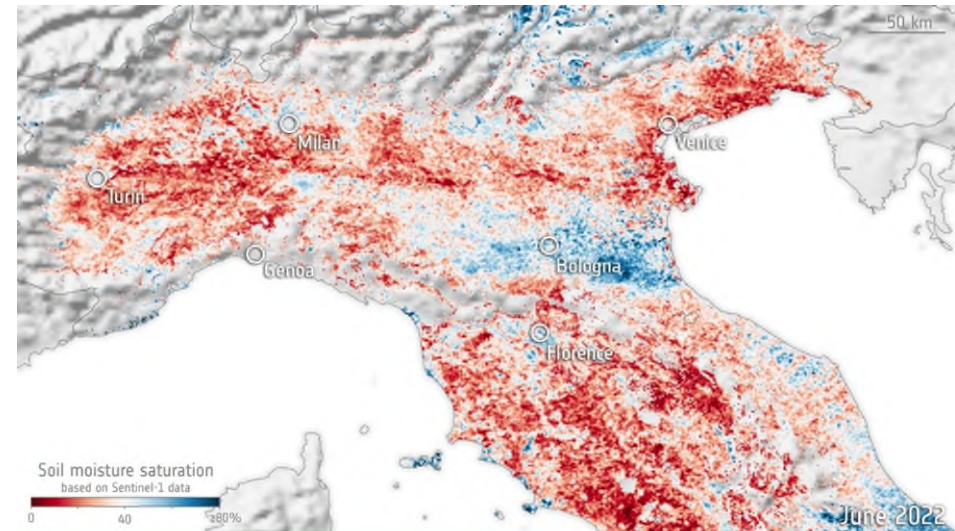 50 km
Milan
Venice
Turin
Genoa
Bologna
Florence
Soil moisture saturation
based on Sentinel-1 data
0 40 ≥80%
June 2022